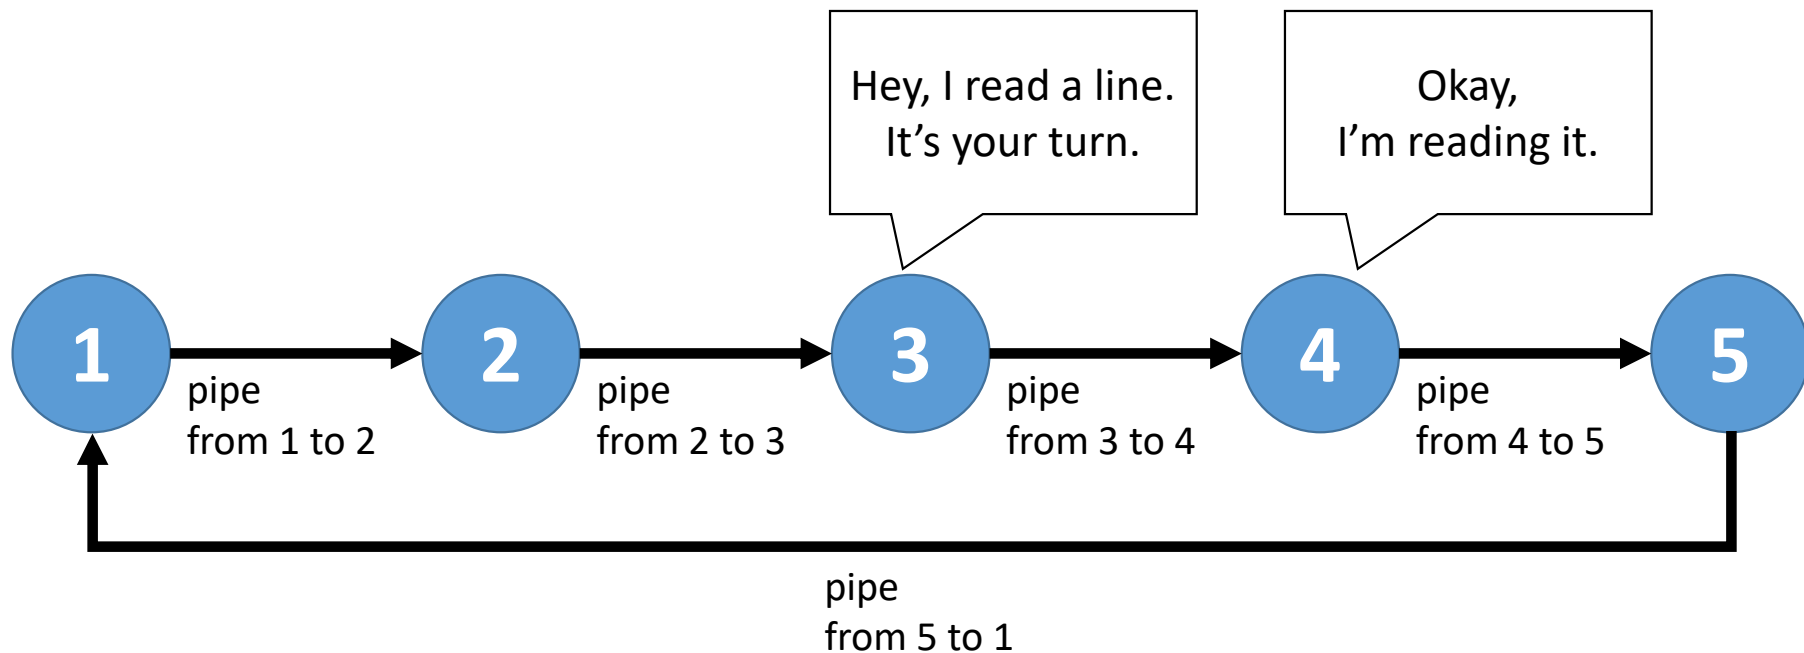 Hey, I read a line.
It’s your turn.
Okay,
I’m reading it.
1
2
3
4
5
pipe
from 1 to 2
pipe
from 2 to 3
pipe
from 3 to 4
pipe
from 4 to 5
pipe
from 5 to 1